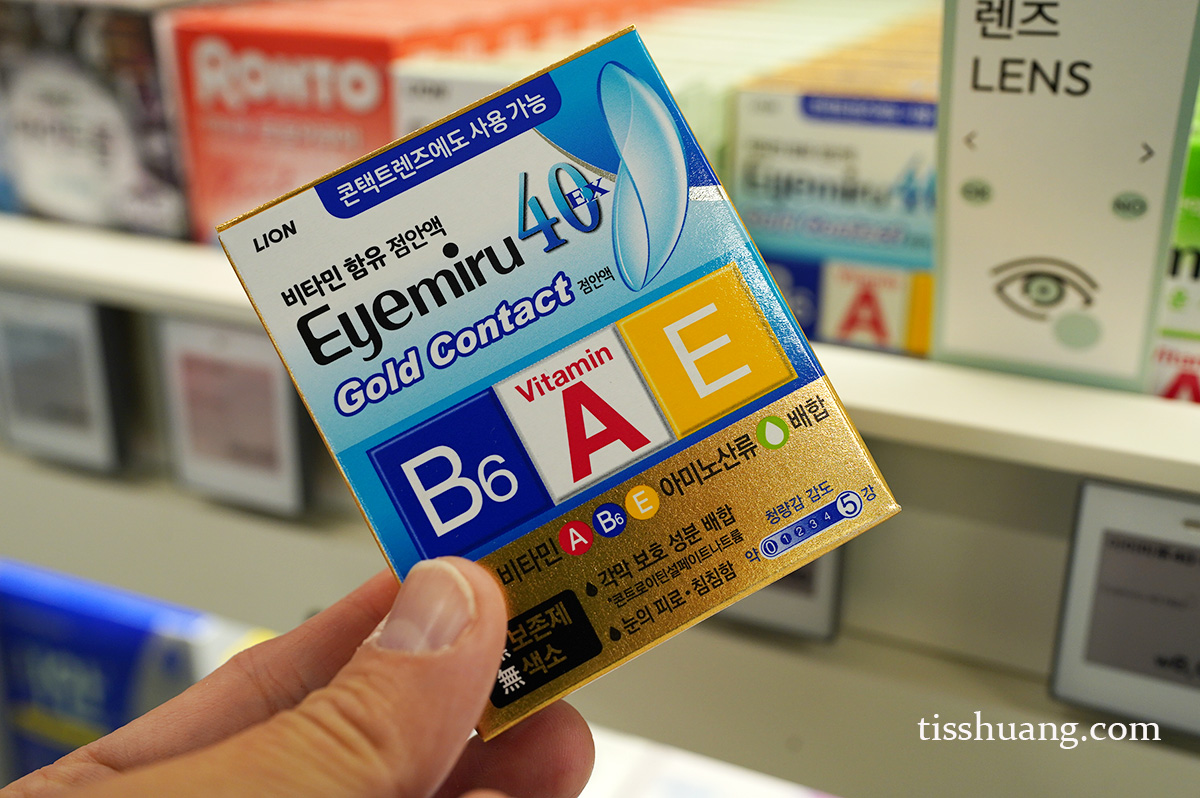 ROHTO
렌즈
LENS
콘택트렌즈에도 사용 가능
LION
비타민 함유 점안액
Eyemiru 40 EX
Gold Contact 점안액
Vitamin
B6 A E
비타민 A B6 E 아미노산류 배합
각막 보호 성분 배합
*콘드로이틴설페이트나트륨
눈의 피로·침침함
청량감 감도
약 0 1 2 3 4 5 강
보존제
無 색소
Eyemiru 40
Gold Contact
A
tisshuang.com